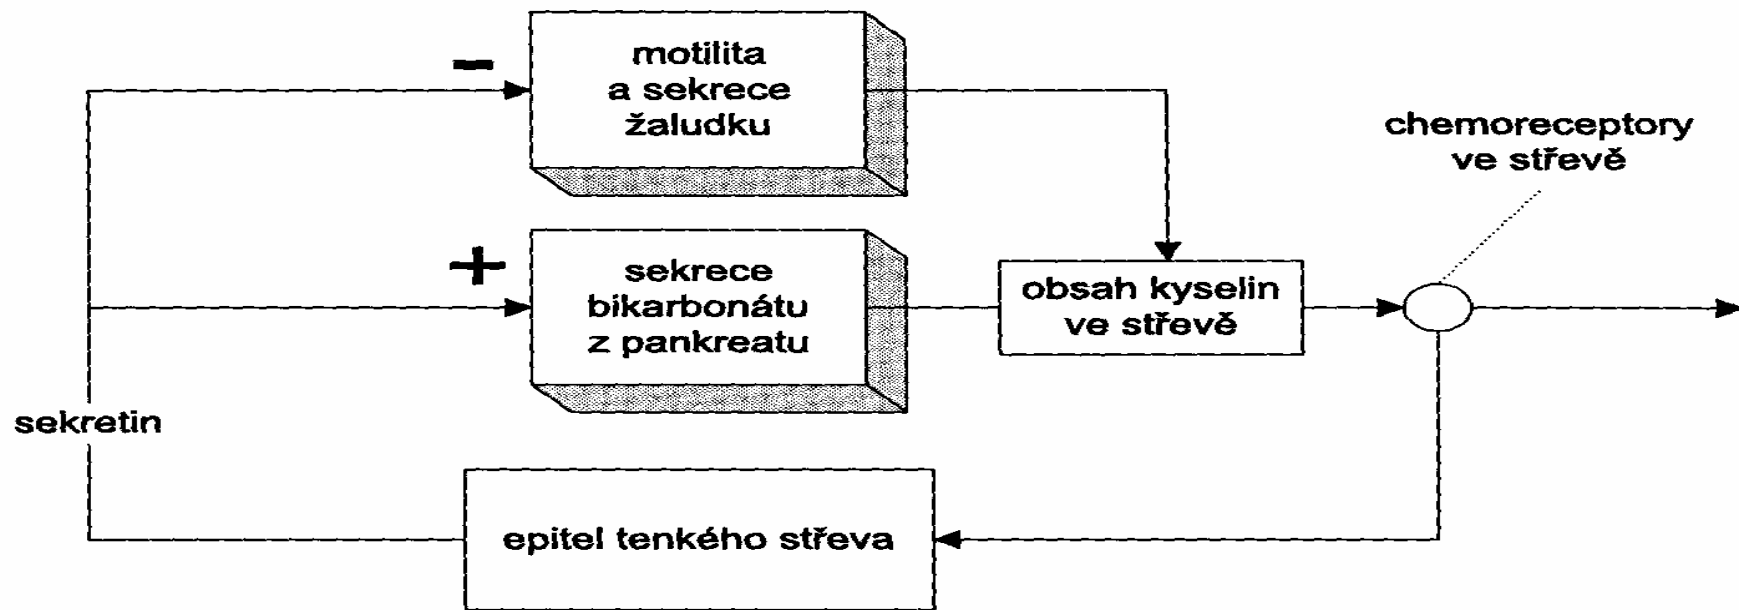 motilita
a sekrece
žaludku
chemoreceptory
ve střevě
sekrece
bikarbonátu
z pankreatu
obsah kyselin
ve střevě
sekretin
epitel tenkého střeva
−
+